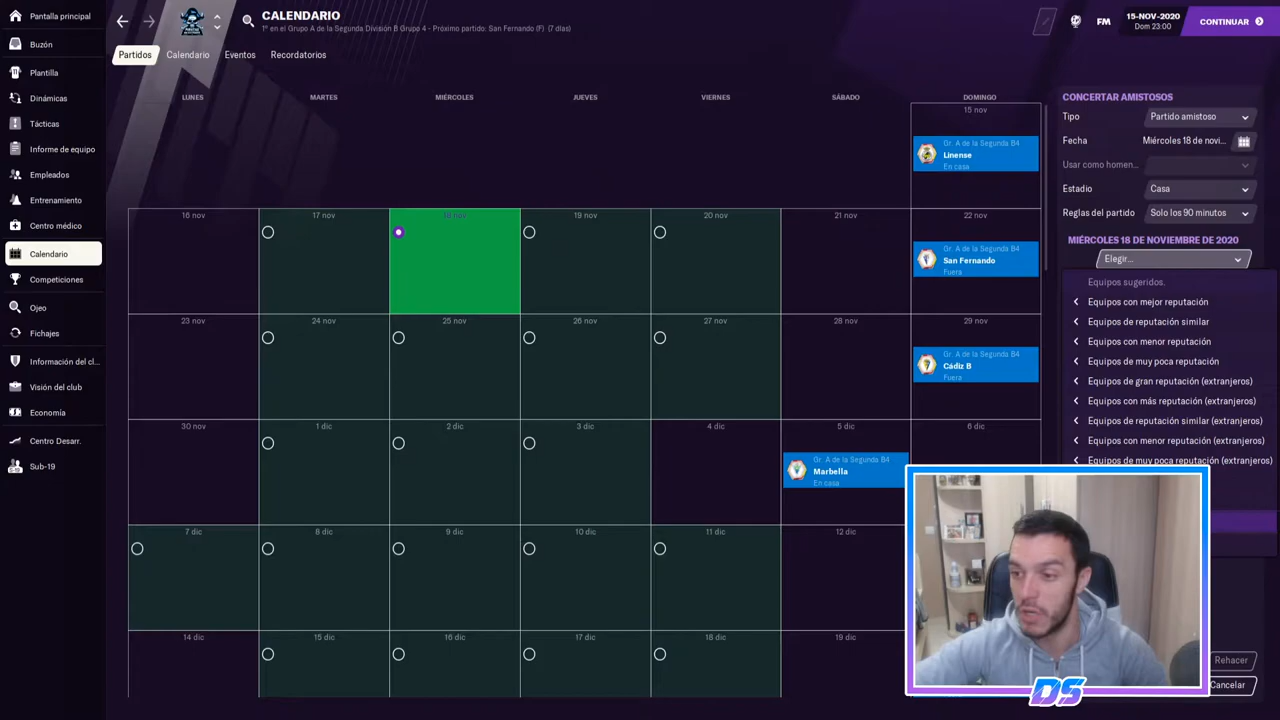 Pantalla principal
Buzón
Plantilla
Dinámicas
Tácticas
Informe de equipo
Empleados
Entrenamiento
Centro médico
Calendario
Competiciones
Ojeo
Fichajes
Información del cl...
Visión del club
Economía
Centro Desarr.
Sub-19
CALENDARIO
1º en el Grupo A de la Segunda División B Grupo 4 - Próximo partido: San Fernando (F) (7 días)
FM
15-NOV-2020
Dom 23:00
CONTINUAR
Partidos
Calendario
Eventos
Recordatorios
LUNES
MARTES
MIÉRCOLES
JUEVES
VIERNES
SÁBADO
DOMINGO
15 nov
Gr. A de la Segunda B4
Linense
En casa
16 nov
17 nov
18 nov
19 nov
20 nov
21 nov
22 nov
Gr. A de la Segunda B4
San Fernando
Fuera
23 nov
24 nov
25 nov
26 nov
27 nov
28 nov
29 nov
Gr. A de la Segunda B4
Cádiz B
Fuera
30 nov
1 dic
2 dic
3 dic
4 dic
5 dic
6 dic
Gr. A de la Segunda B4
Marbella
En casa
7 dic
8 dic
9 dic
10 dic
11 dic
12 dic
14 dic
15 dic
16 dic
17 dic
18 dic
19 dic
CONCERTAR AMISTOSOS
Tipo
Partido amistoso
Fecha
Miércoles 18 de novi...
Usar como homen...
Estadio
Casa
Reglas del partido
Solo los 90 minutos
MIÉRCOLES 18 DE NOVIEMBRE DE 2020
Elegir...
Equipos sugeridos.
Equipos con mejor reputación
Equipos de reputación similar
Equipos con menor reputación
Equipos de muy poca reputación
Equipos de gran reputación (extranjeros)
Equipos con más reputación (extranjeros)
Equipos de reputación similar (extranjeros)
Equipos con menor reputación (extranjeros)
Equipos de muy poca reputación (extranjeros)
Rehacer
Cancelar
DS